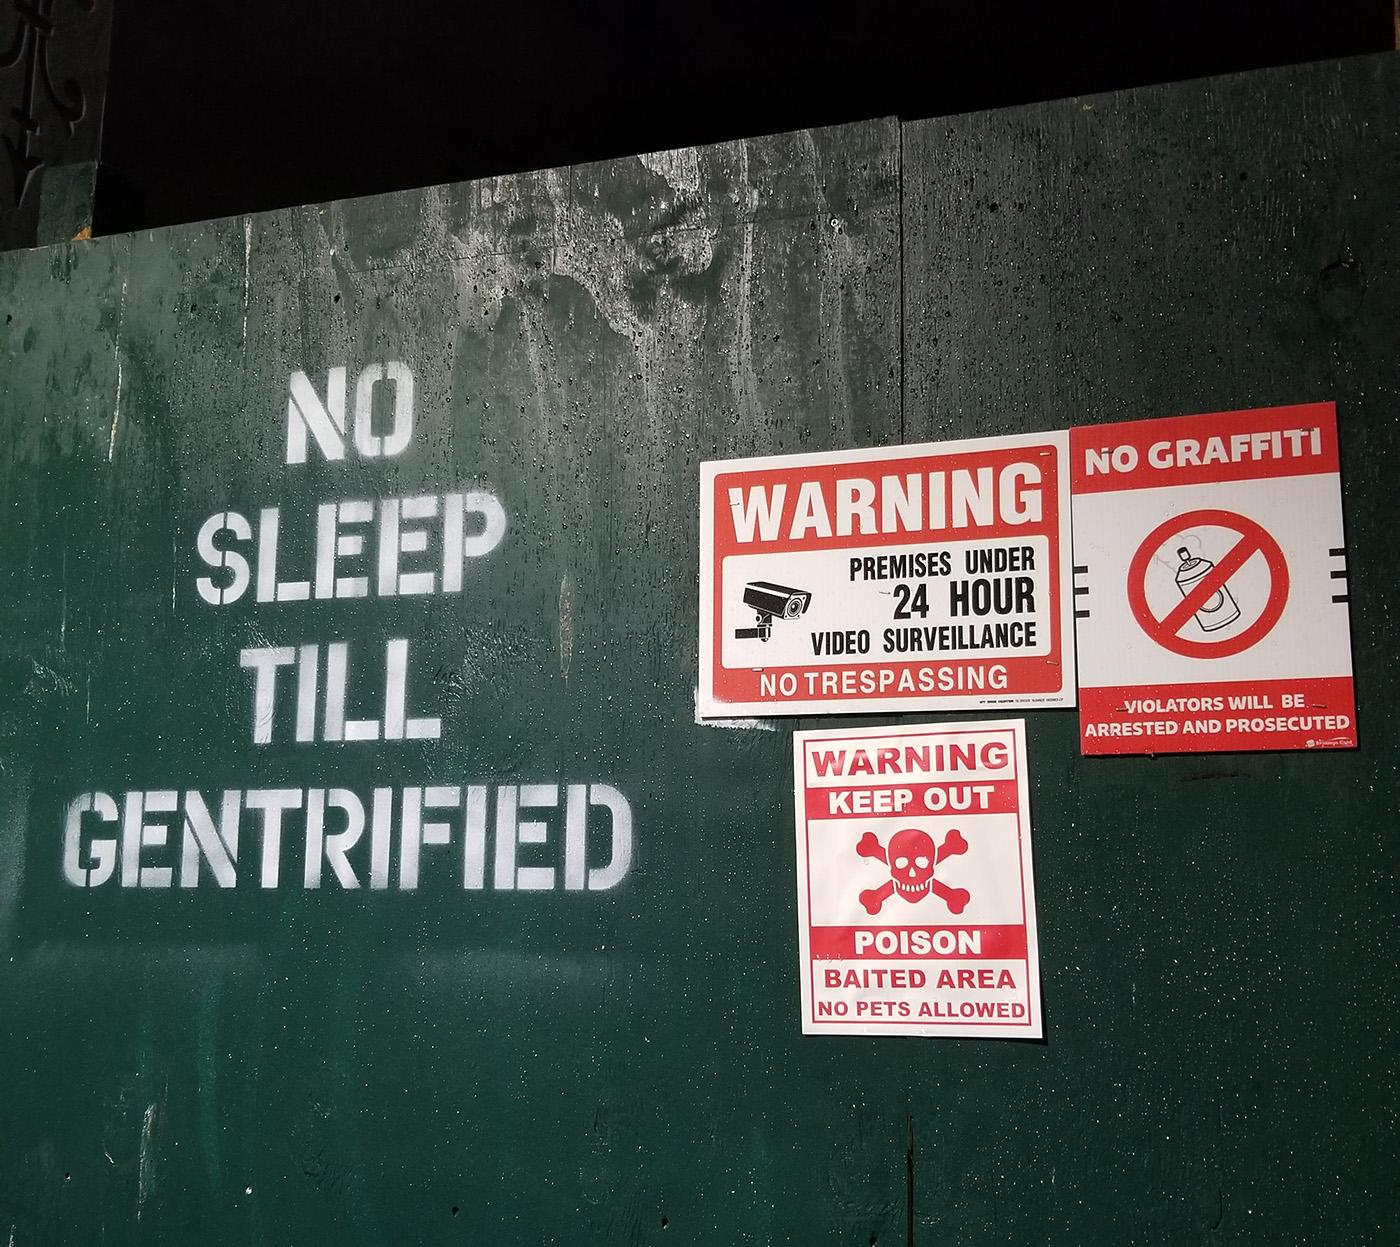 NO
SLEEP
TILL
GENTRIFIED
WARNING
PREMISES UNDER
24 HOUR
VIDEO SURVEILLANCE
NO TRESPASSING
NO GRAFFITI
VIOLATORS WILL BE
ARRESTED AND PROSECUTED
WARNING
KEEP OUT
POISON
BAITED AREA
NO PETS ALLOWED